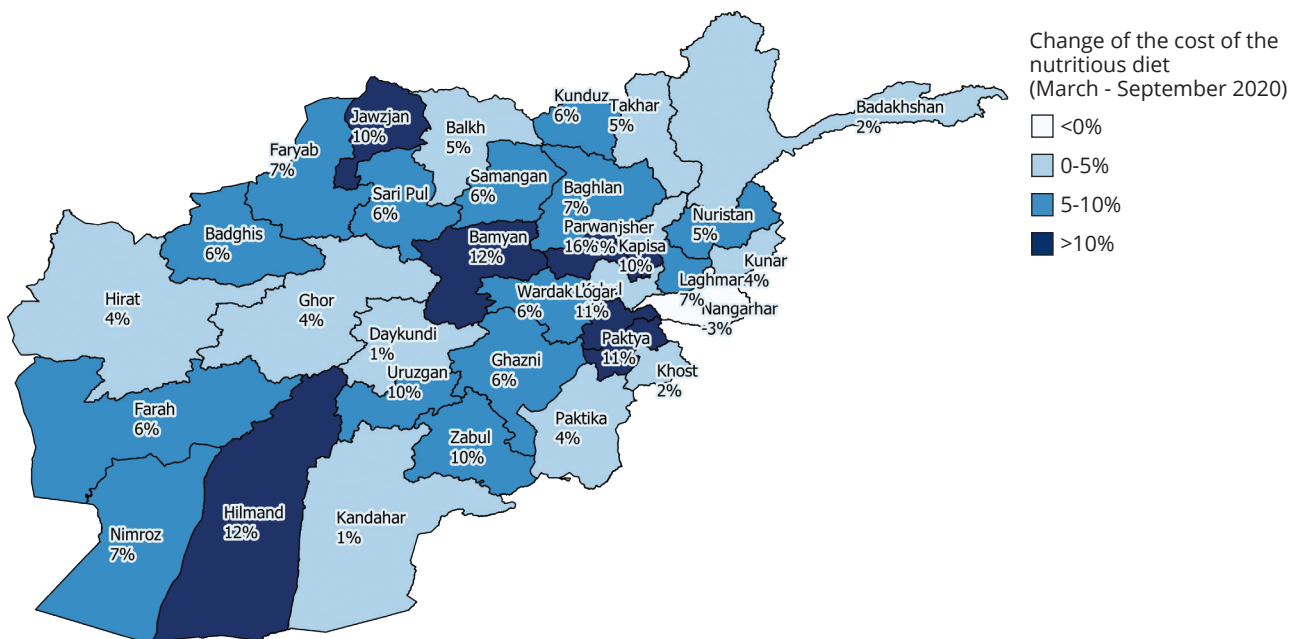 Change of the cost of the
nutritious diet
(March - September 2020)
<0%
0-5%
5-10%
>10%
Kunduz
6%
Takhar
5%
Badakhshan
2%
Jawzjan
10%
Balkh
5%
Faryab
7%
Samangan
6%
Baghlan
7%
Sari Pul
6%
Nuristan
5%
Badghis
6%
Bamyan
12%
Parwan
16%
Kapisa
10%
Kunar
4%
Laghman
7%
Hirat
4%
Ghor
4%
Wardak
6%
Logar
11%
Nangarhar
-3%
Daykundi
1%
Paktya
11%
Uruzgan
10%
Ghazni
6%
Khost
2%
Farah
6%
Paktika
4%
Zabul
10%
Hilmand
12%
Kandahar
1%
Nimroz
7%